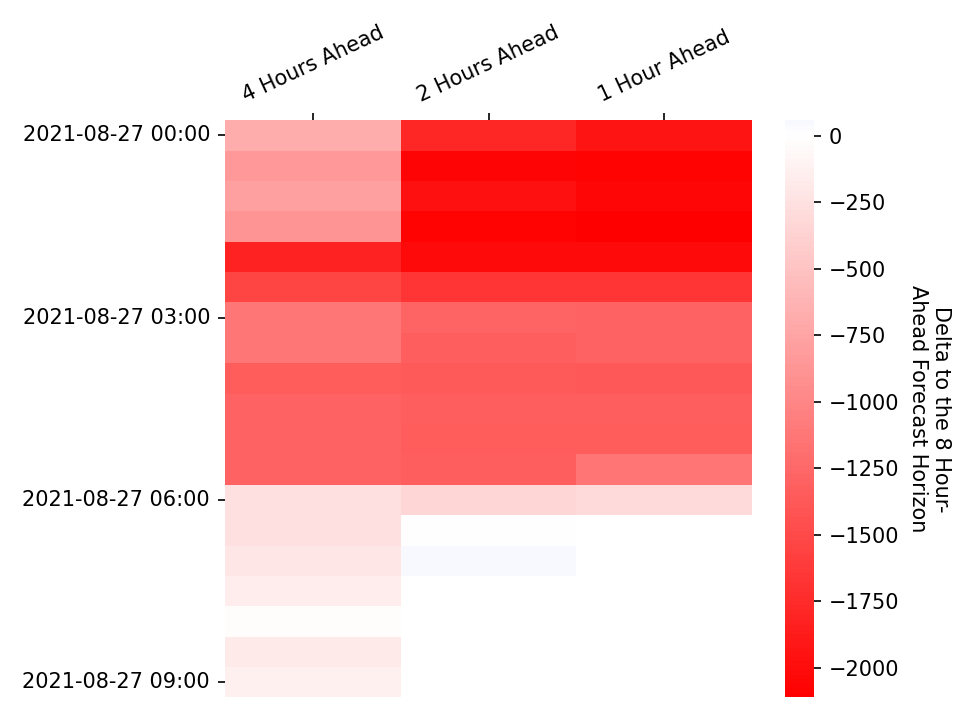 4 Hours Ahead
2 Hours Ahead
1 Hour Ahead
2021-08-27 00:00
2021-08-27 03:00
2021-08-27 06:00
2021-08-27 09:00
0
−250
−500
−750
−1000
−1250
−1500
−1750
−2000
Delta to the 8 Hour-
Ahead Forecast Horizon